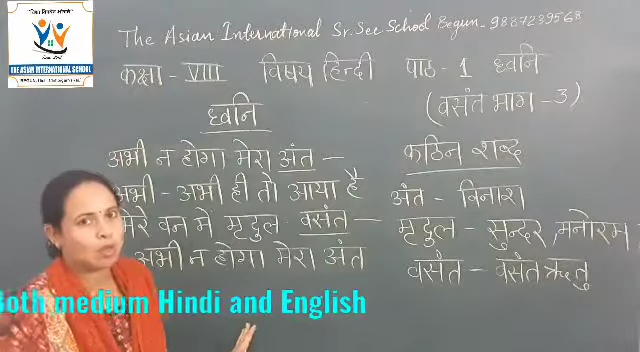 THE ASIAN INTERNATIONAL SCHOOL
The Asian International Sr. Sec School Begun - 9887239568
कक्षा - VIII विषय हिन्दी पाठ - 1 ध्वनि
(वसंत भाग - 3)
ध्वनि
अभी न होगा मेरा अंत —
अभी - अभी ही तो आया है
मेरे वन में मृदुल वसंत —
अभी न होगा मेरा अंत
कठिन शब्द
अंत - विनाश
मृदुल - सुन्दर, मनोरम
वसंत - वसंत ऋतु
Both medium Hindi and English